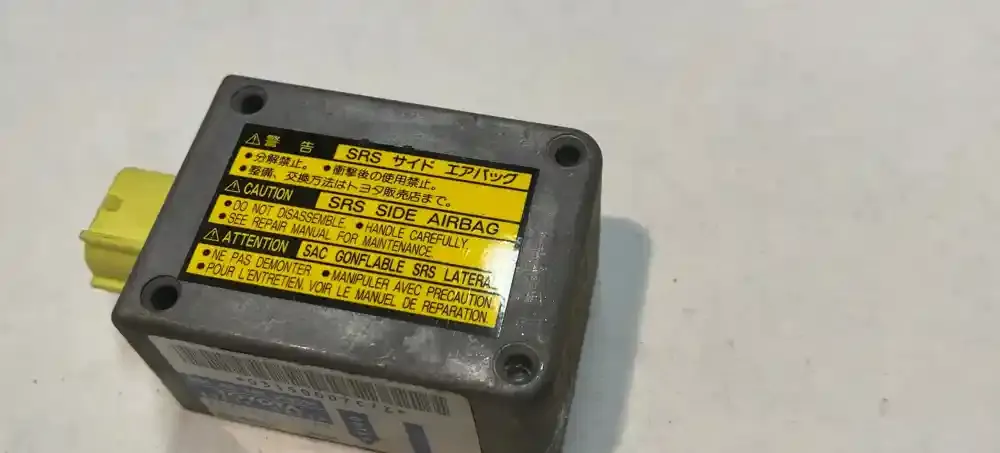 ⚠警告 SRS サイド エアバッグ
•分解禁止。 •衝撃後の使用禁止。
•整備、交換方法はトヨタ販売店まで。
⚠CAUTION SRS SIDE AIRBAG
•DO NOT DISASSEMBLE. •HANDLE CAREFULLY.
•SEE REPAIR MANUAL FOR MAINTENANCE.
⚠ATTENTION SAC GONFLABLE SRS LATERAL
•NE PAS DEMONTER •MANIPULER AVEC PRECAUTION.
•POUR L'ENTRETIEN, VOIR LE MANUEL DE REPARATION.